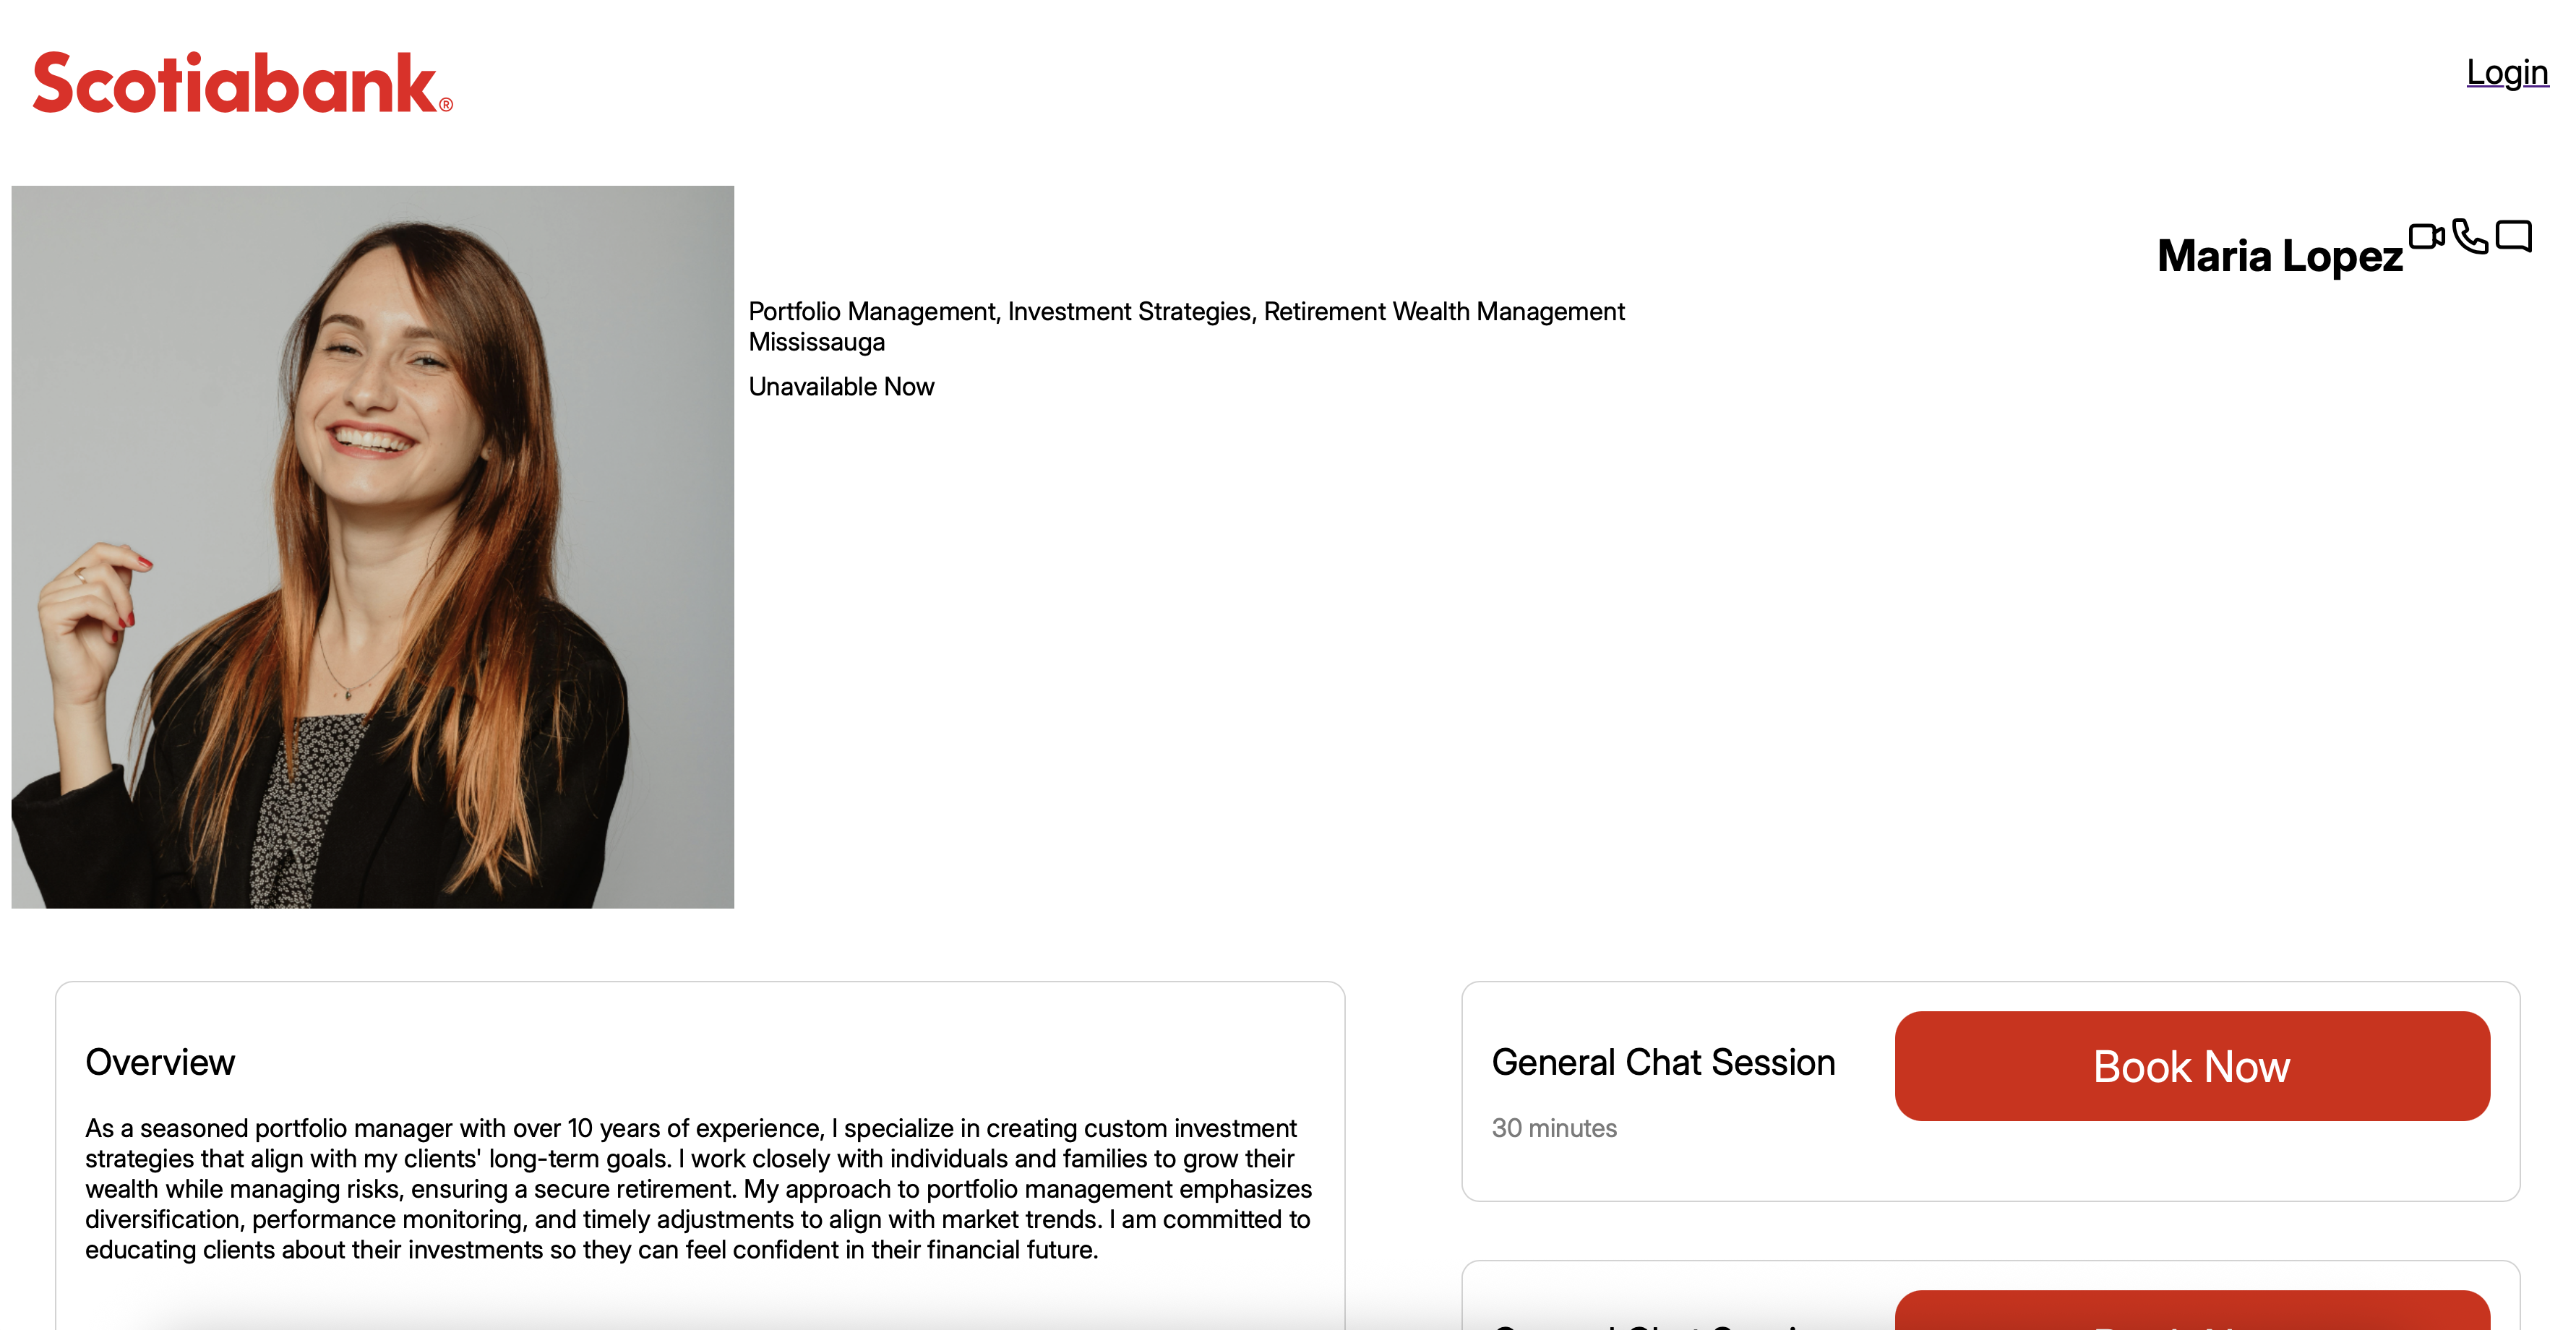 Scotiabank®
Login
Maria Lopez
Portfolio Management, Investment Strategies, Retirement Wealth Management
Mississauga
Unavailable Now
Overview
As a seasoned portfolio manager with over 10 years of experience, I specialize in creating custom investment
strategies that align with my clients' long-term goals. I work closely with individuals and families to grow their
wealth while managing risks, ensuring a secure retirement. My approach to portfolio management emphasizes
diversification, performance monitoring, and timely adjustments to align with market trends. I am committed to
educating clients about their investments so they can feel confident in their financial future.
General Chat Session
Book Now
30 minutes